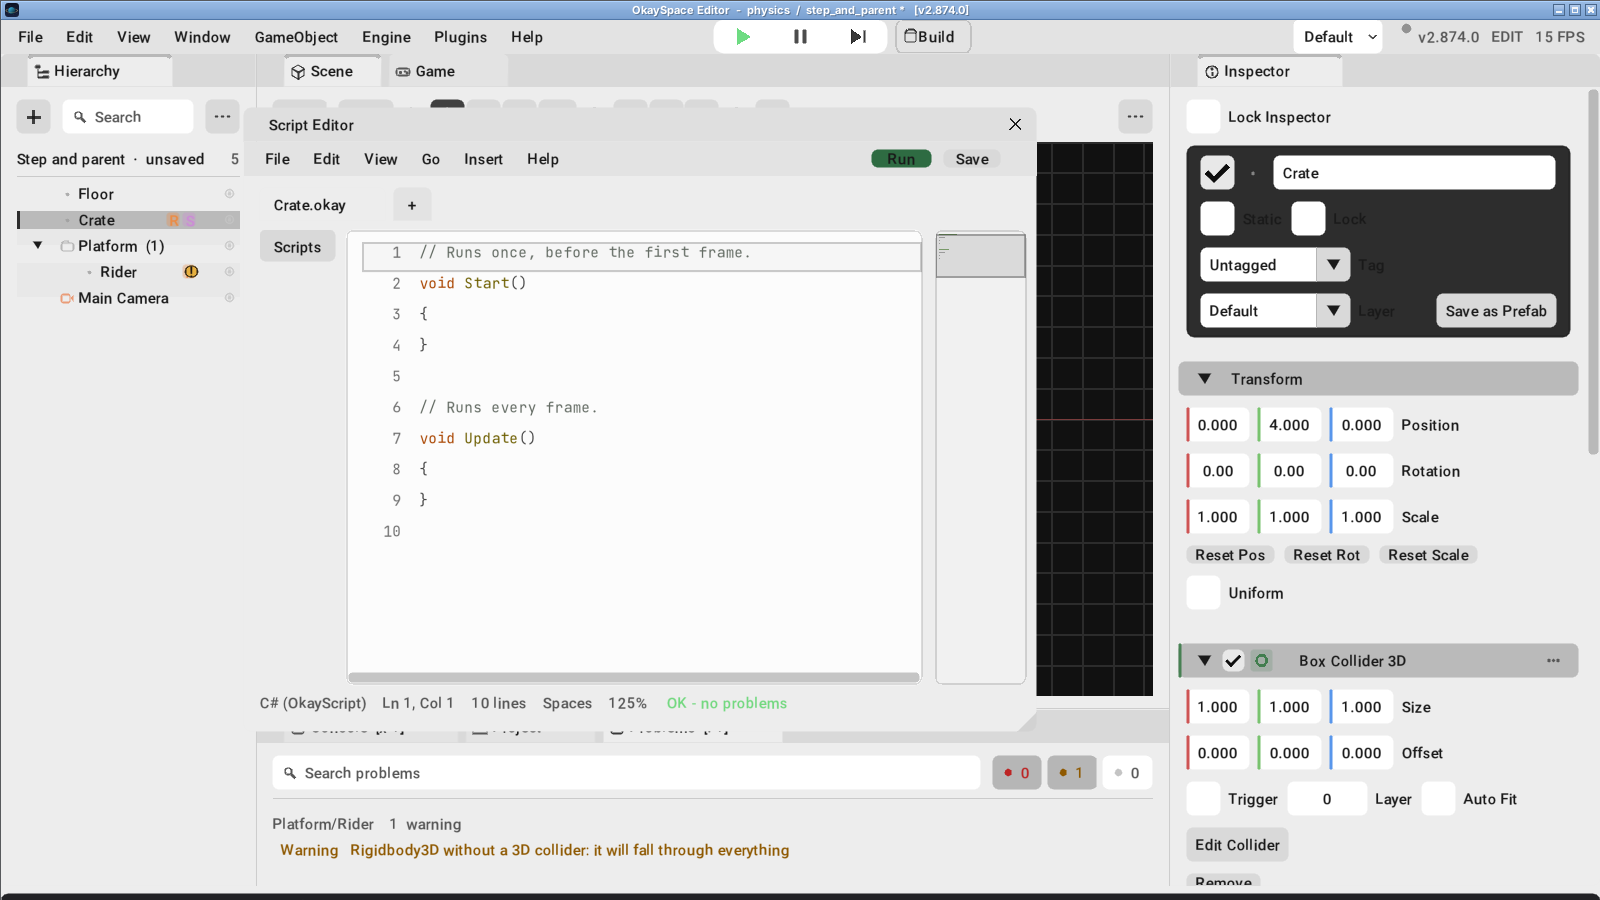 OkaySpace Editor - physics / step_and_parent * [v2.874.0]
File Edit View Window GameObject Engine Plugins Help
Build
Default
v2.874.0 EDIT 15 FPS
Hierarchy
Scene
Game
Inspector
Search
Step and parent · unsaved 5
Floor
Crate R S
Platform (1)
Rider
Main Camera
Script Editor
File Edit View Go Insert Help
Run Save
Crate.okay +
Scripts
1 // Runs once, before the first frame.
2 void Start()
3 {
4 }
5
6 // Runs every frame.
7 void Update()
8 {
9 }
10
C# (OkayScript) Ln 1, Col 1 10 lines Spaces 125% OK - no problems
Search problems
0 1 0
Platform/Rider 1 warning
Warning Rigidbody3D without a 3D collider: it will fall through everything
Lock Inspector
Crate
Static Lock
Untagged Tag
Default Layer Save as Prefab
Transform
0.000 4.000 0.000 Position
0.00 0.00 0.00 Rotation
1.000 1.000 1.000 Scale
Reset Pos Reset Rot Reset Scale
Uniform
Box Collider 3D
1.000 1.000 1.000 Size
0.000 0.000 0.000 Offset
Trigger 0 Layer Auto Fit
Edit Collider
Remove